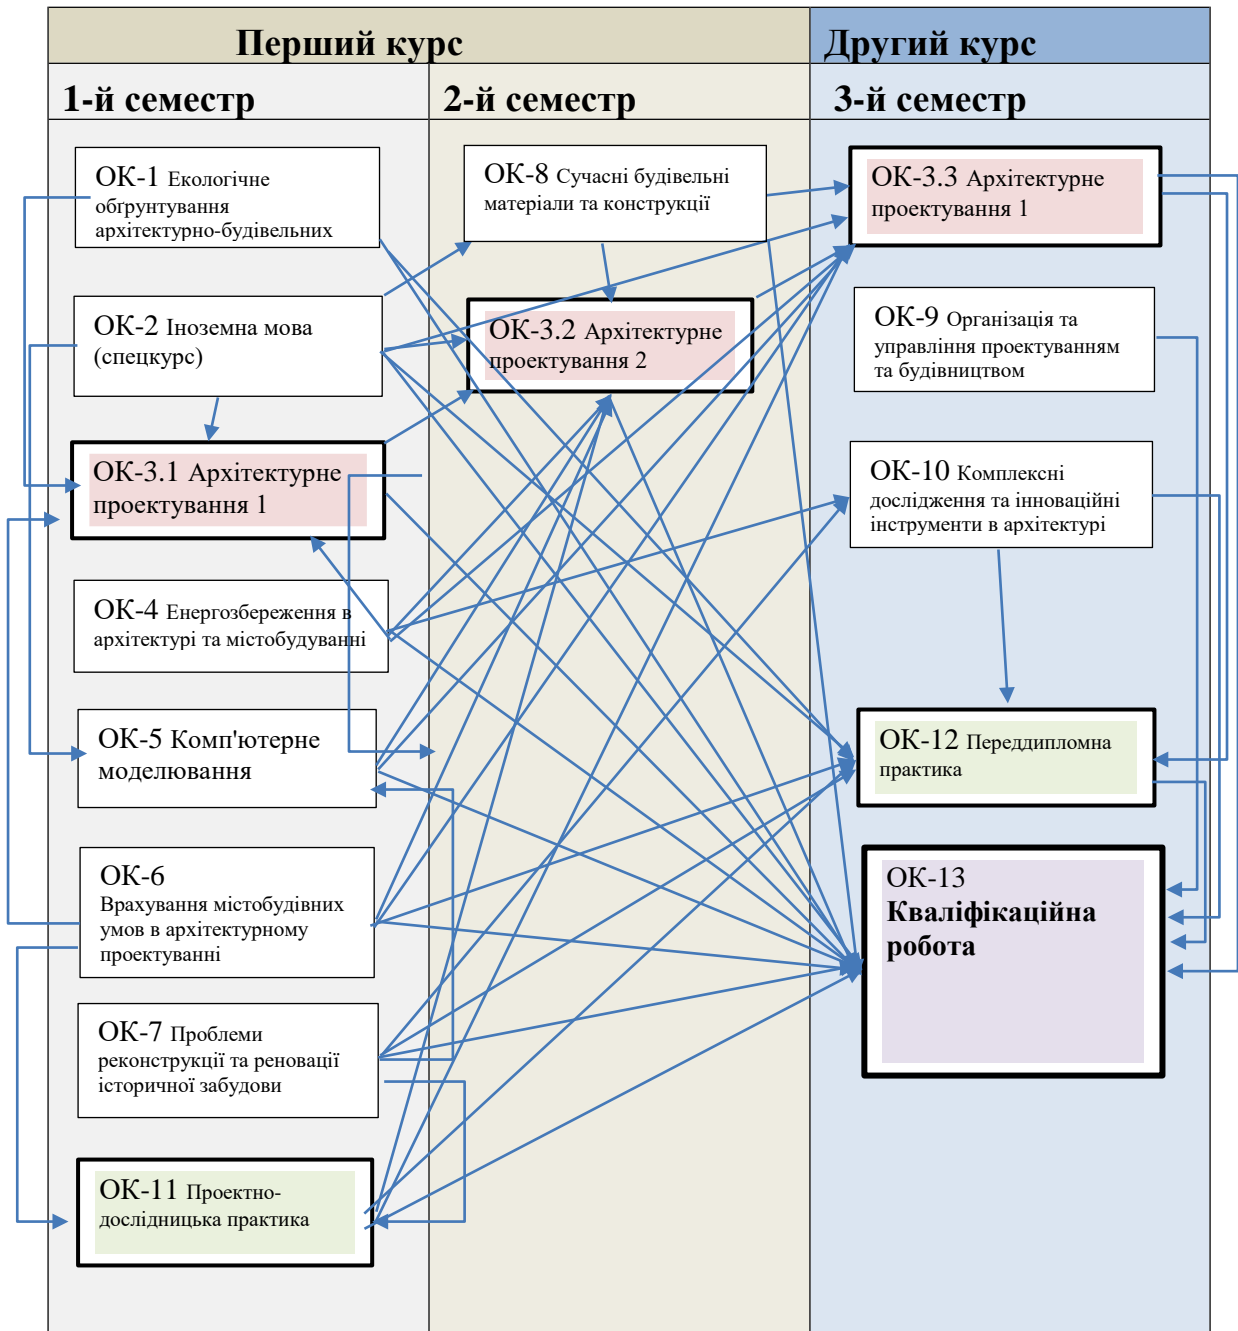 Перший курс
Другий курс
1-й семестр
2-й семестр
3-й семестр
ОК-1 Екологічне
обґрунтування
архітектурно-будівельних
ОК-2 Іноземна мова
(спецкурс)
ОК-3.1 Архітектурне
проектування 1
ОК-4 Енергозбереження в
архітектурі та містобудуванні
ОК-5 Комп'ютерне
моделювання
ОК-6
Врахування містобудівних
умов в архітектурному
проектуванні
ОК-7 Проблеми
реконструкції та реновації
історичної забудови
ОК-11 Проектно-
дослідницька практика
ОК-8 Сучасні будівельні
матеріали та конструкції
ОК-3.2 Архітектурне
проектування 2
ОК-3.3 Архітектурне
проектування 1
ОК-9 Організація та
управління проектуванням
та будівництвом
ОК-10 Комплексні
дослідження та інноваційні
інструменти в архітектурі
ОК-12 Переддипломна
практика
ОК-13
Кваліфікаційна
робота